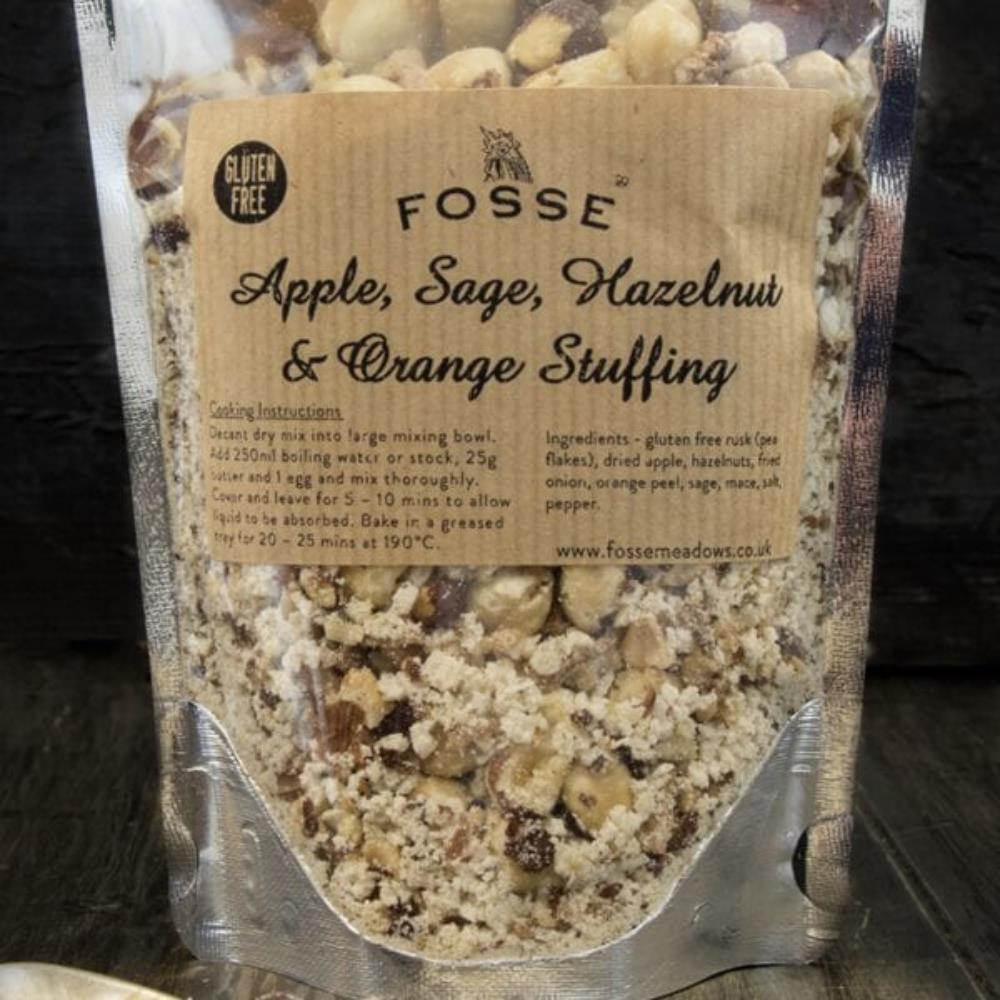 GLUTEN
FREE
FOSSE
Apple, Sage, Hazelnut
& Orange Stuffing
Cooking Instructions
Decant dry mix into large mixing bowl.
Add 250ml boiling water or stock, 25g
butter and 1 egg and mix thoroughly.
Cover and leave for 5 - 10 mins to allow
liquid to be absorbed. Bake in a greased
tray for 20 - 25 mins at 190°C.
Ingredients - gluten free rusk (pea
flakes), dried apple, hazelnuts, fried
onion, orange peel, sage, mace, salt,
pepper.
www.fossemeadows.co.uk